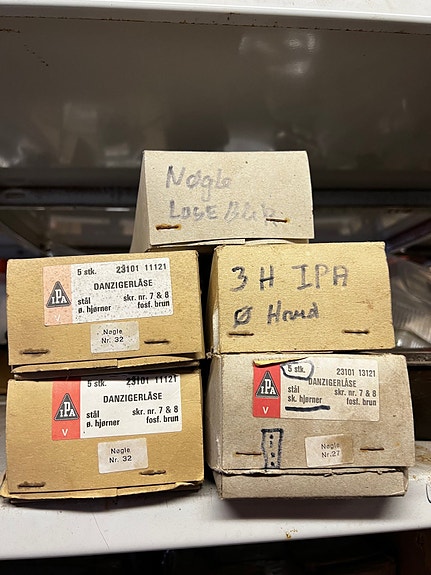 Nøgle
Løse Blik
3 H IPA
Ø Hoved
5 stk. 23101 11121
DANZIGERLÅSE
stål skr. nr. 7 & 8
ø. hjørner fosf. brun
IPA
V
Nøgle
Nr. 32
5 stk. 23101 11121
DANZIGERLÅSE
stål skr. nr. 7 & 8
ø. hjørner fosf. brun
IPA
V
Nøgle
Nr. 32
5 stk. 23101 13121
DANZIGERLÅSE
stål skr. nr. 7 & 8
sk. hjørner fosf. brun
IPA
V
Nøgle
Nr. 27